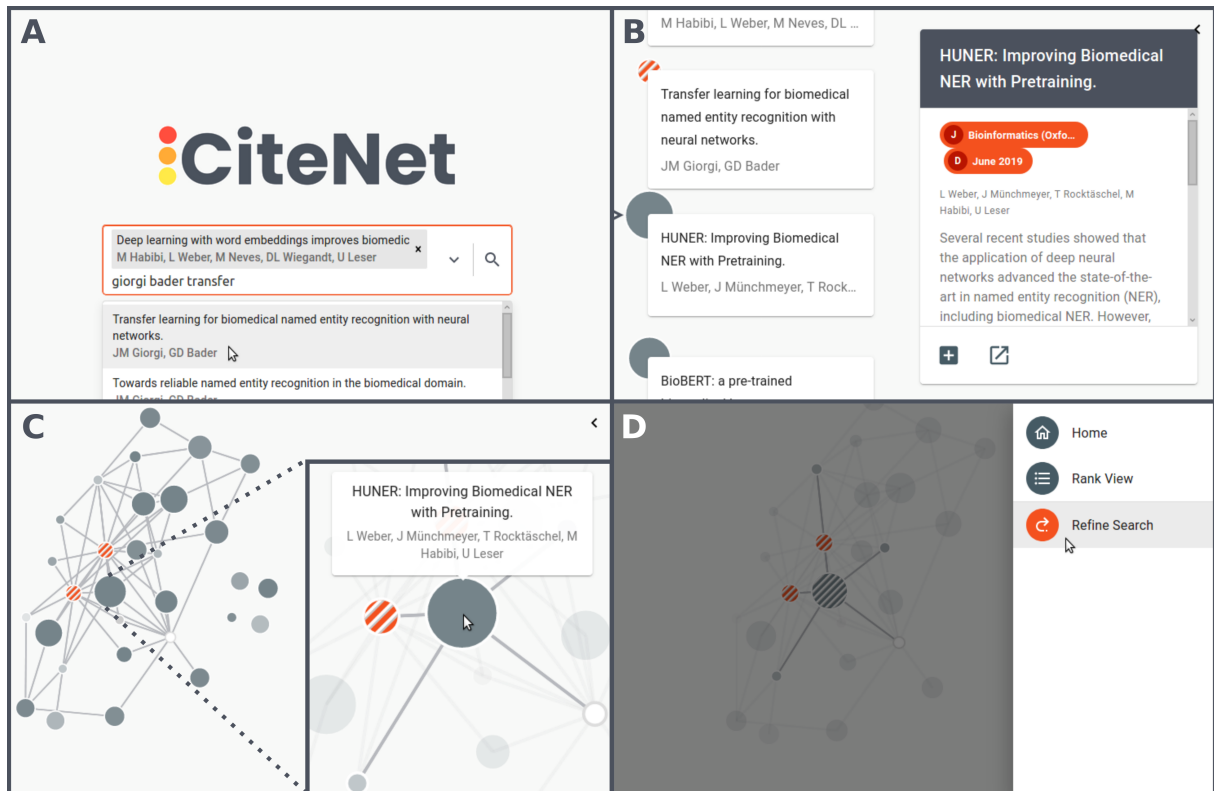 A
CiteNet
Deep learning with word embeddings improves biomedic
M Habibi, L Weber, M Neves, DL Wiegandt, U Leser
x
giorgi bader transfer
Transfer learning for biomedical named entity recognition with neural
networks.
JM Giorgi, GD Bader
Towards reliable named entity recognition in the biomedical domain.
JM Giorgi, GD Bader
B
M Habibi, L Weber, M Neves, DL ...
Transfer learning for biomedical
named entity recognition with
neural networks.
JM Giorgi, GD Bader
HUNER: Improving Biomedical
NER with Pretraining.
L Weber, J Münchmeyer, T Rock...
BioBERT: a pre-trained
HUNER: Improving Biomedical
NER with Pretraining.
J Bioinformatics (Oxfo...
D June 2019
L Weber, J Münchmeyer, T Rocktäschel, M
Habibi, U Leser
Several recent studies showed that
the application of deep neural
networks advanced the state-of-the-
art in named entity recognition (NER),
including biomedical NER. However,
C
HUNER: Improving Biomedical NER
with Pretraining.
L Weber, J Münchmeyer, T Rocktäschel, M
Habibi, U Leser
D
Home
Rank View
Refine Search